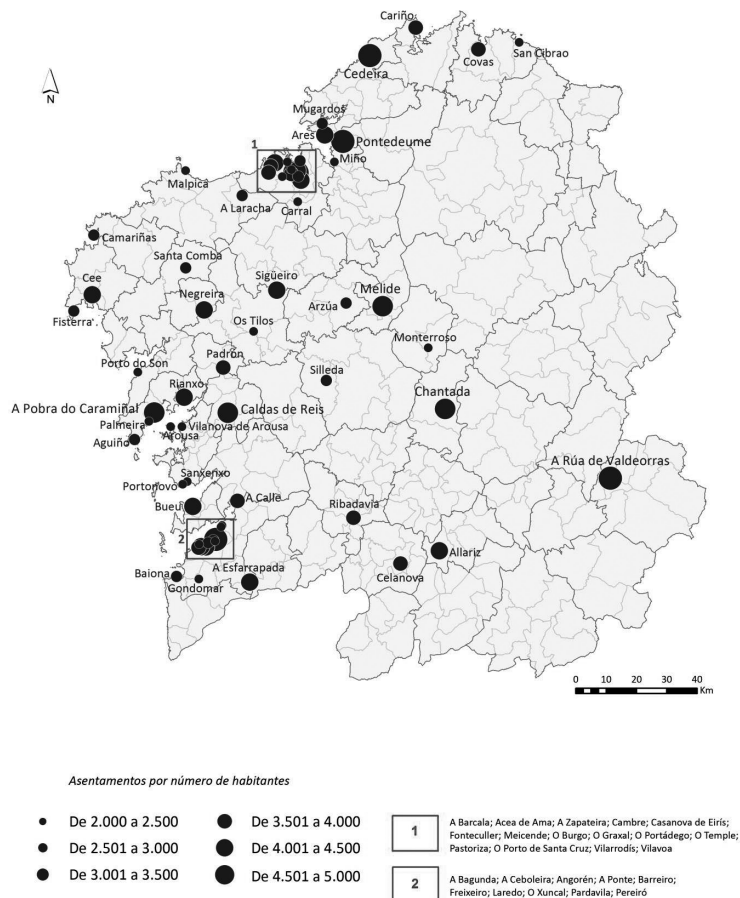 Cariño
Covas
San Cibrao
Cedeira
N
Mugardos
Ares
Pontedeume
1
Miño
Malpica
A Laracha
Carral
Camariñas
Santa Comba
Sigüeiro
Cee
Negreira
Arzúa
Melide
Fisterra
Os Tilos
Monterroso
Porto do Son
Padrón
Silleda
Rianxo
Chantada
A Pobra do Caramiñal
Caldas de Reis
Palmeira
Vilanova de Arousa
Arousa
Aguiño
A Rúa de Valdeorras
Sanxenxo
Portonovo
A Calle
Ribadavia
Bueu
2
Allariz
A Esfarrapada
Baiona
Celanova
Gondomar
0 10 20 30 40
Km
Asentamentos por número de habitantes
De 2.000 a 2.500
De 2.501 a 3.000
De 3.001 a 3.500
De 3.501 a 4.000
De 4.001 a 4.500
De 4.501 a 5.000
1
A Barcala; Acea de Ama; A Zapateira; Cambre; Casanova de Eirís;
Fonteculler; Meicende; O Burgo; O Graxal; O Portádego; O Temple;
Pastoriza; O Porto de Santa Cruz; Vilarrodís; Vilavoa
2
A Bagunda; A Ceboleira; Angorén; A Ponte; Barreiro;
Freixeiro; Laredo; O Xuncal; Pardavila; Pereiró